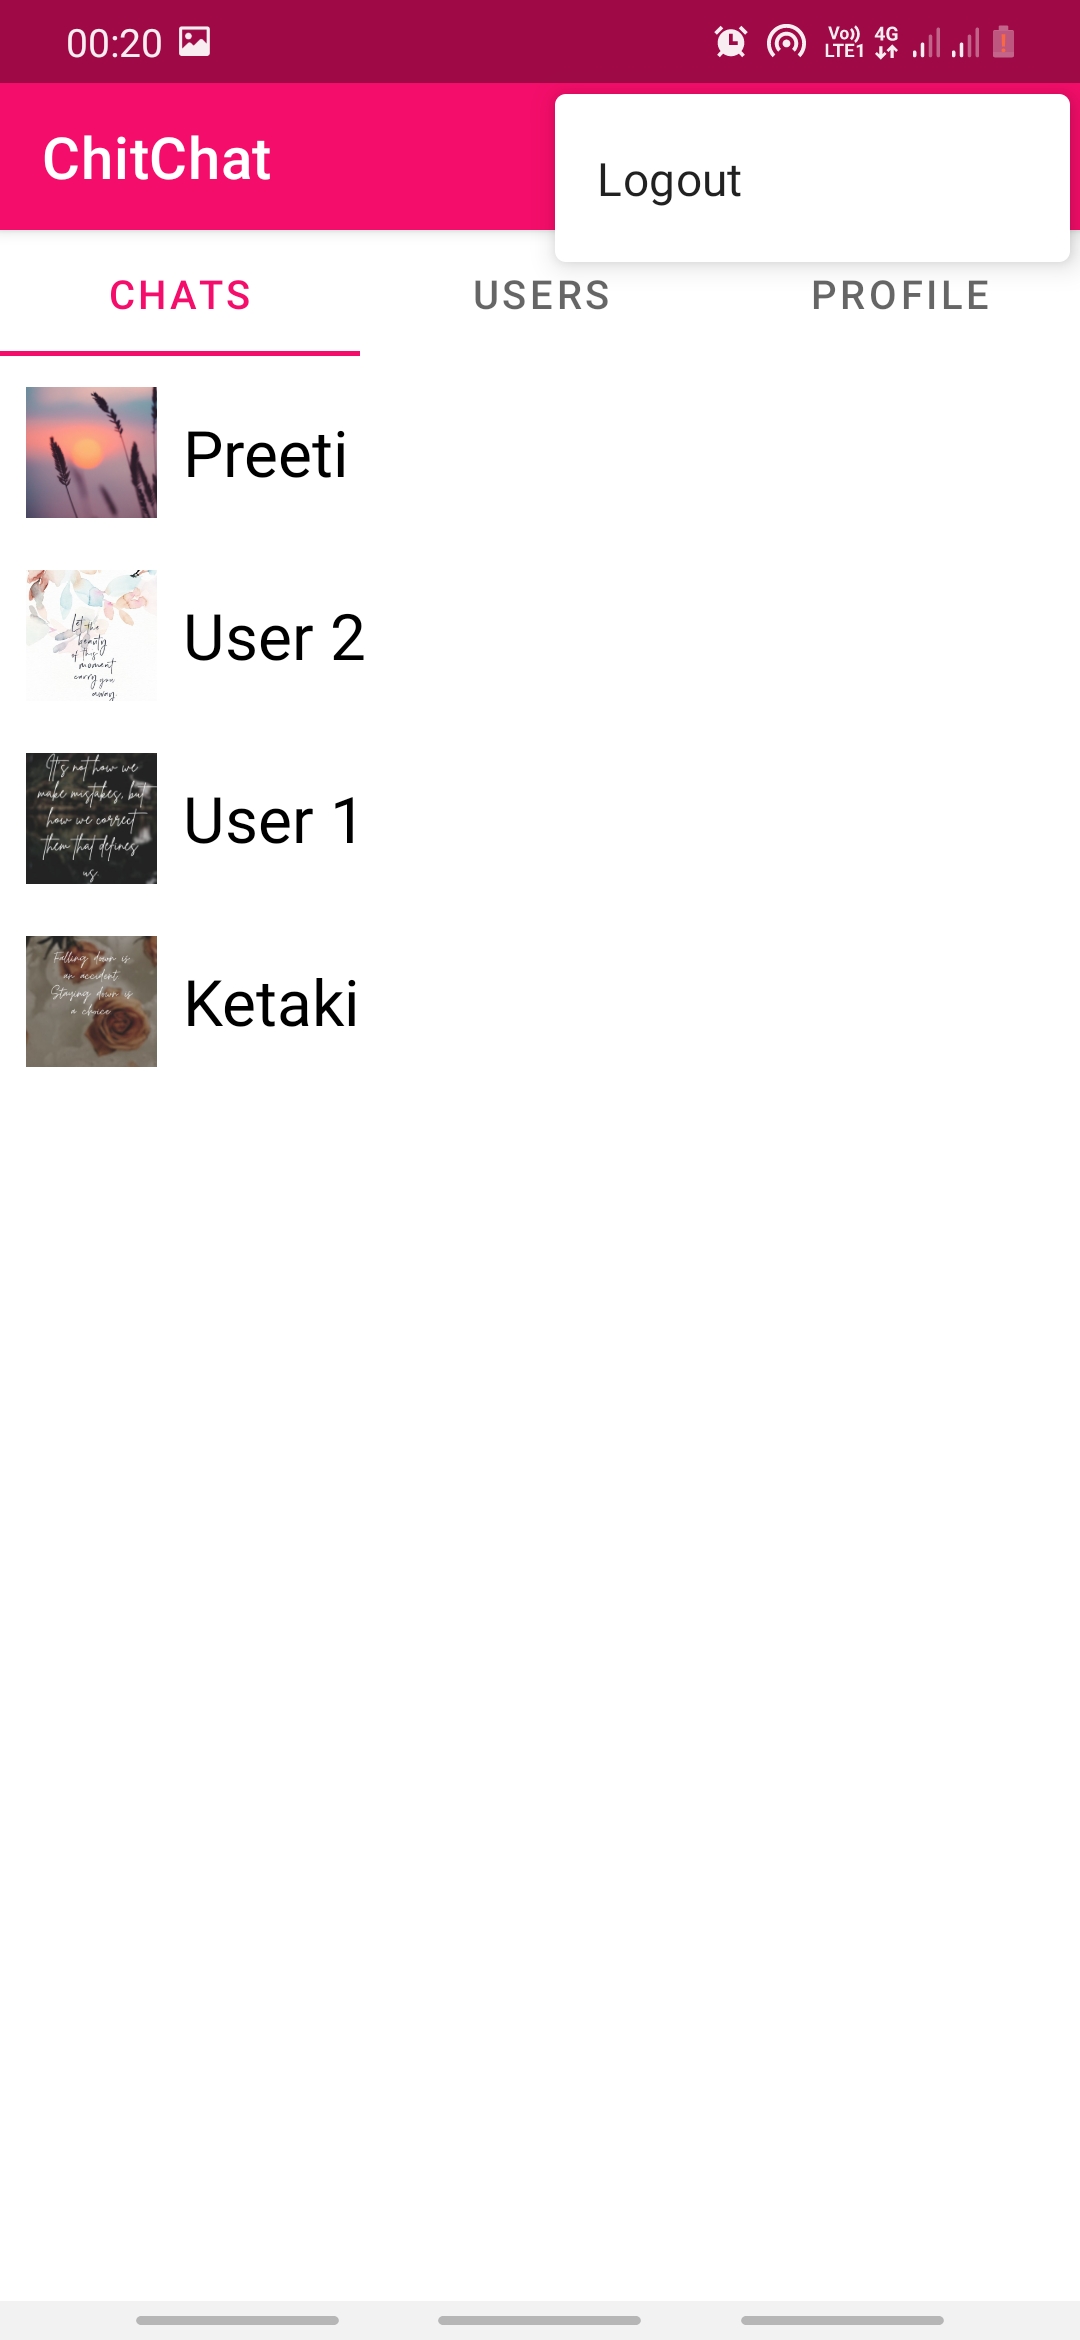 00:20
Vo)) 4G
LTE1
ChitChat
Logout
CHATS USERS PROFILE
Preeti
Let the
beauty
of this
moment
carry you
away.
User 2
It's not how we
make mistakes, but
how we correct
them that defines
us.
User 1
Falling down is
an accident
Staying down is
a choice
Ketaki